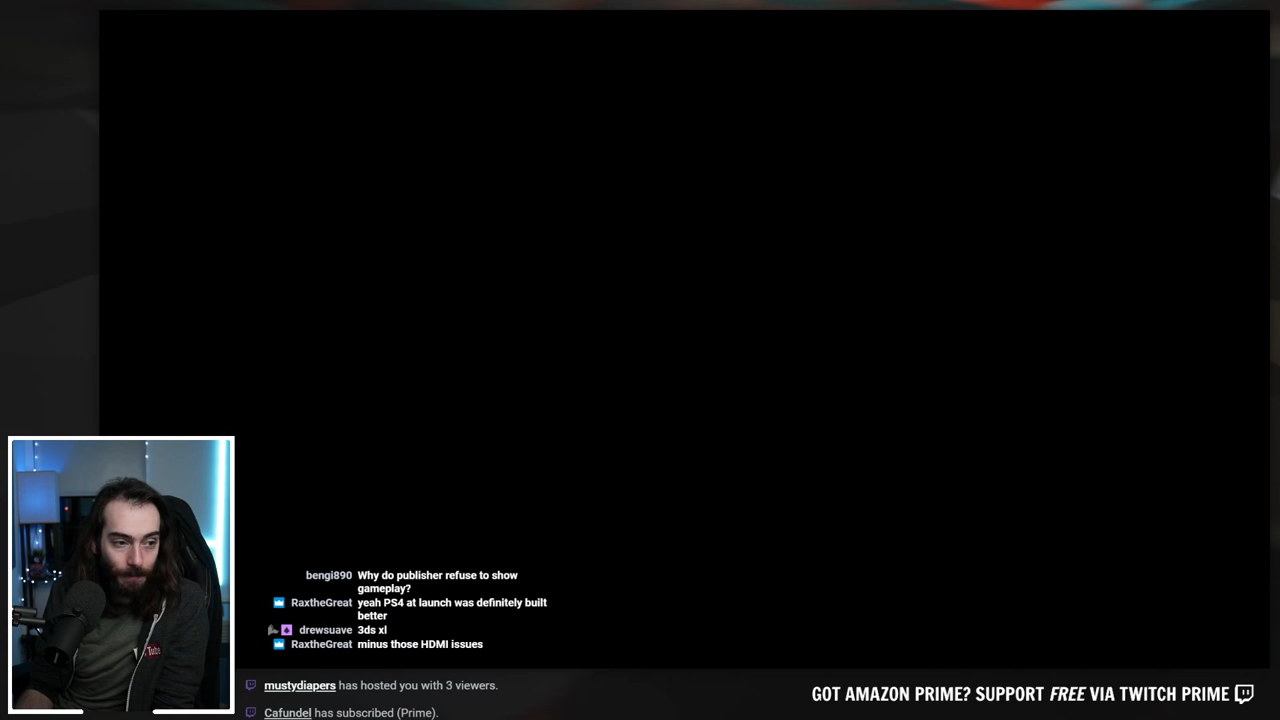 bengi890 Why do publisher refuse to show
gameplay?
RaxtheGreat yeah PS4 at launch was definitely built
better
drewsuave 3ds xl
RaxtheGreat minus those HDMI issues
mustydiapers has hosted you with 3 viewers.
Cafundel has subscribed (Prime).
GOT AMAZON PRIME? SUPPORT FREE VIA TWITCH PRIME
Tube